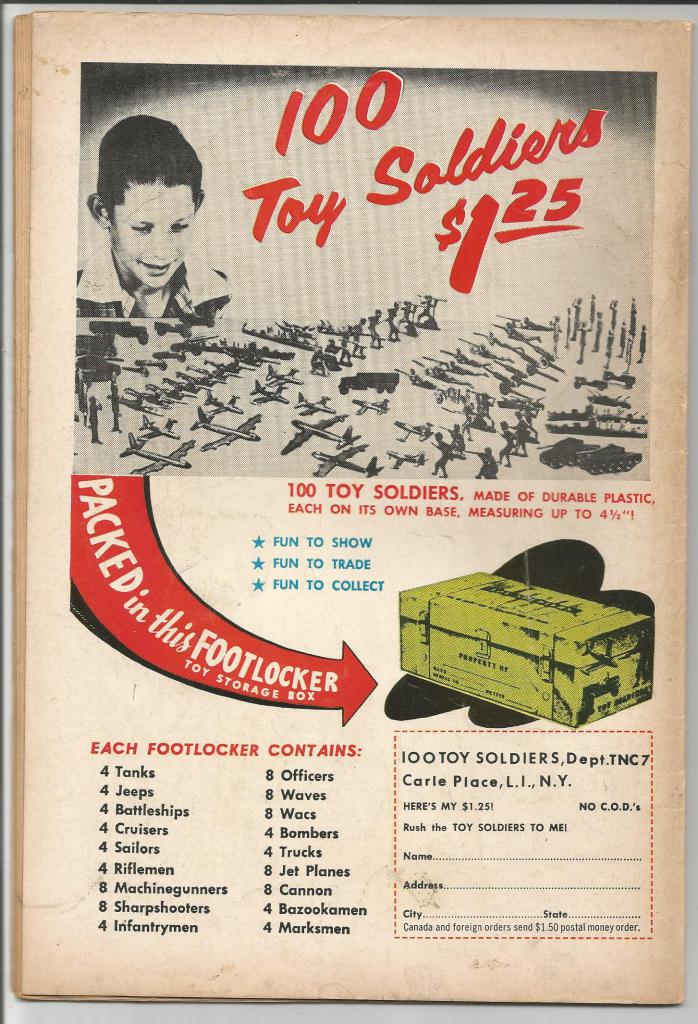 100
Toy Soldiers
$1 25
100 TOY SOLDIERS, MADE OF DURABLE PLASTIC,
EACH ON ITS OWN BASE, MEASURING UP TO 4½"!
PACKED in this FOOTLOCKER
TOY STORAGE BOX
★ FUN TO SHOW
★ FUN TO TRADE
★ FUN TO COLLECT
PROPERTY OF
EACH FOOTLOCKER CONTAINS:
4 Tanks
4 Jeeps
4 Battleships
4 Cruisers
4 Sailors
4 Riflemen
8 Machinegunners
8 Sharpshooters
4 Infantrymen
8 Officers
8 Waves
8 Wacs
4 Bombers
4 Trucks
8 Jet Planes
8 Cannon
4 Bazookamen
4 Marksmen
100 TOY SOLDIERS, Dept. TNC7
Carle Place, L.I., N.Y.
HERE'S MY $1.25! NO C.O.D.'s
Rush the TOY SOLDIERS TO ME!
Name
Address
City State
Canada and foreign orders send $1.50 postal money order.